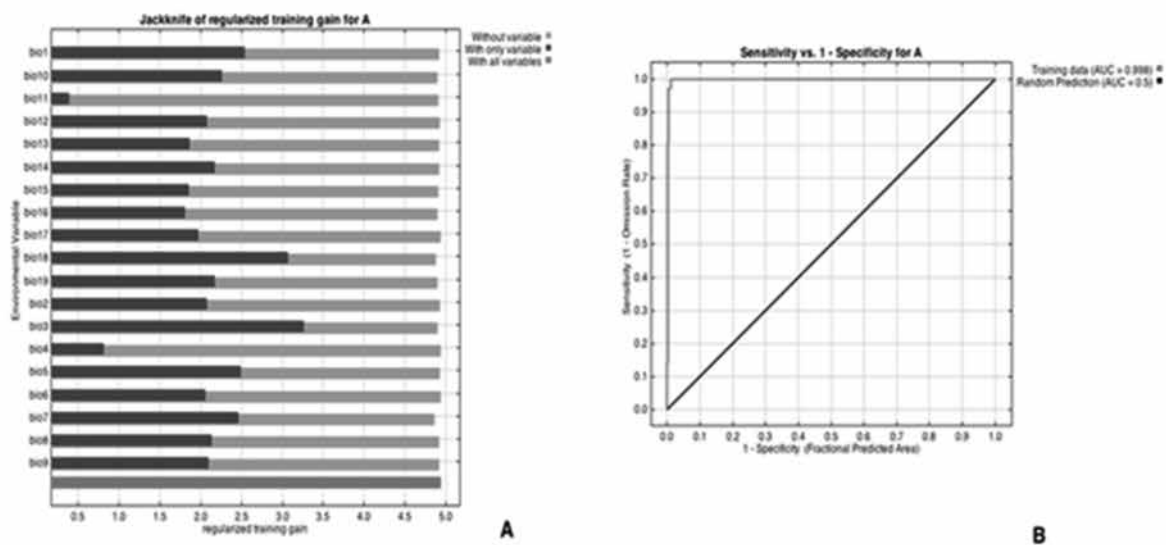 Jackknife of regularized training gain for A
Without variable
With only variable
With all variables
Environmental Variable
bio1
bio10
bio11
bio12
bio13
bio14
bio15
bio16
bio17
bio18
bio19
bio2
bio3
bio4
bio5
bio6
bio7
bio8
bio9
0.5 1.0 1.5 2.0 2.5 3.0 3.5 4.0 4.5 5.0
regularized training gain
A
Sensitivity vs. 1 - Specificity for A
Training data (AUC = 0.998)
Random Prediction (AUC = 0.5)
Sensitivity (1 - Omission Rate)
1.0
0.9
0.8
0.7
0.6
0.5
0.4
0.3
0.2
0.1
0.0
0.0 0.1 0.2 0.3 0.4 0.5 0.6 0.7 0.8 0.9 1.0
1 - Specificity (Fractional Predicted Area)
B